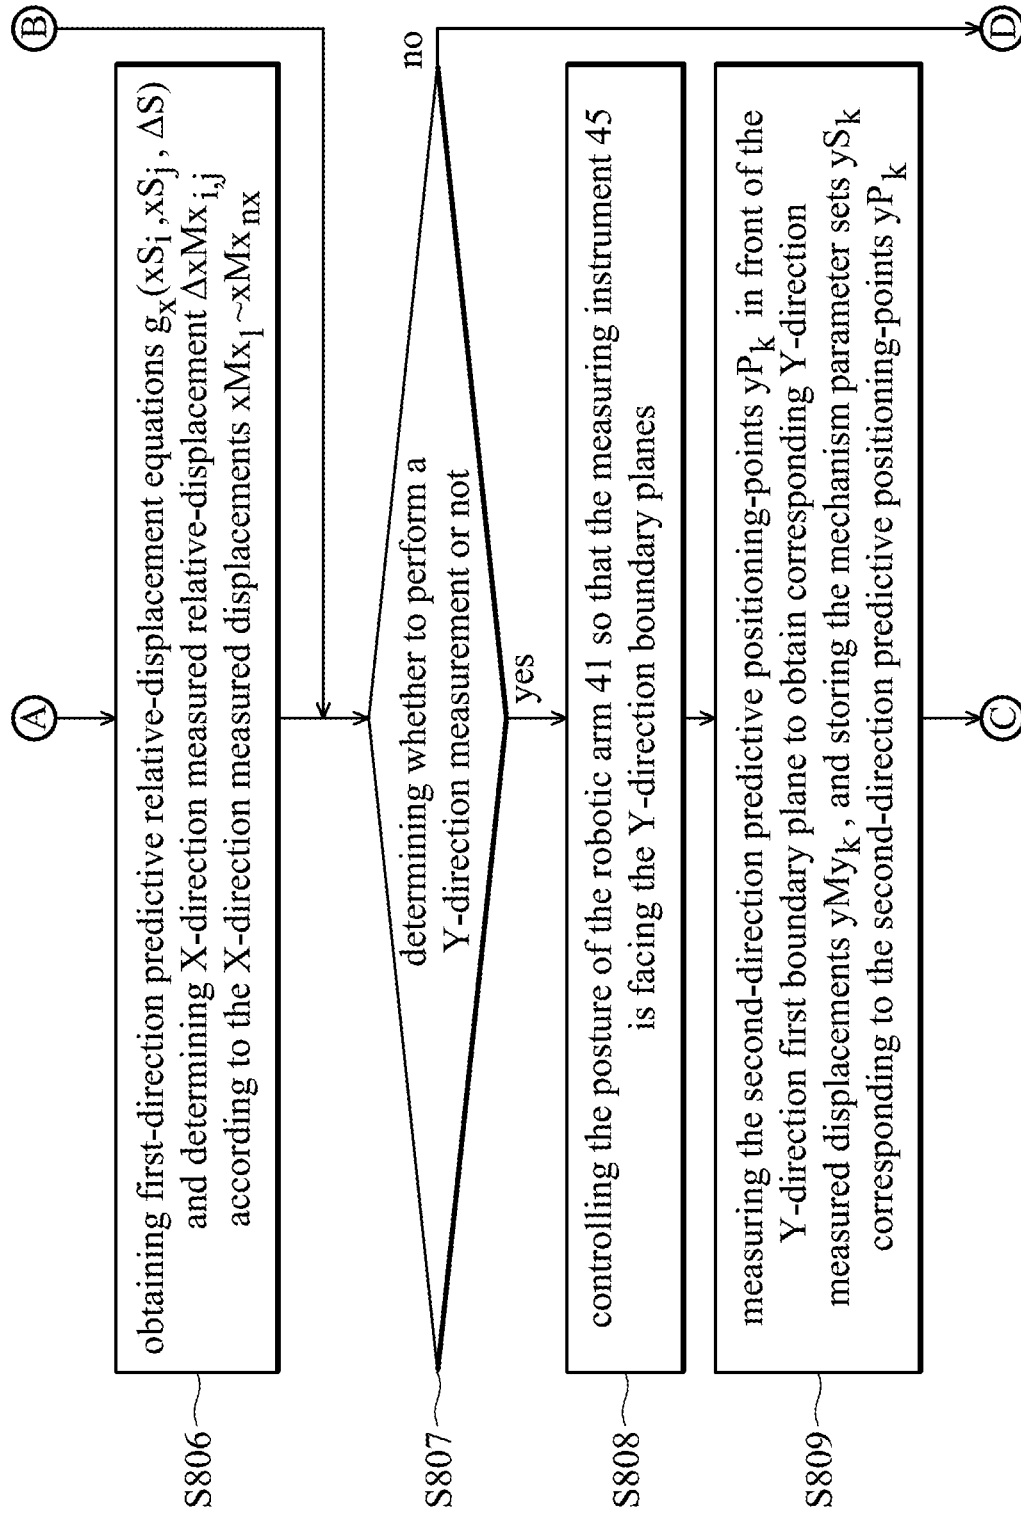 A
B
S806
obtaining first-direction predictive relative-displacement equations gx(xSi ,xSj , ΔS)
and determining X-direction measured relative-displacement ΔxMxi,j
according to the X-direction measured displacements xMx1~xMxnx
S807
determining whether to perform a
Y-direction measurement or not
no
yes
S808
controlling the posture of the robotic arm 41 so that the measuring instrument 45
is facing the Y-direction boundary planes
S809
measuring the second-direction predictive positioning-points yPk in front of the
Y-direction first boundary plane to obtain corresponding Y-direction
measured displacements yMyk , and storing the mechanism parameter sets ySk
corresponding to the second-direction predictive positioning-points yPk
C
D